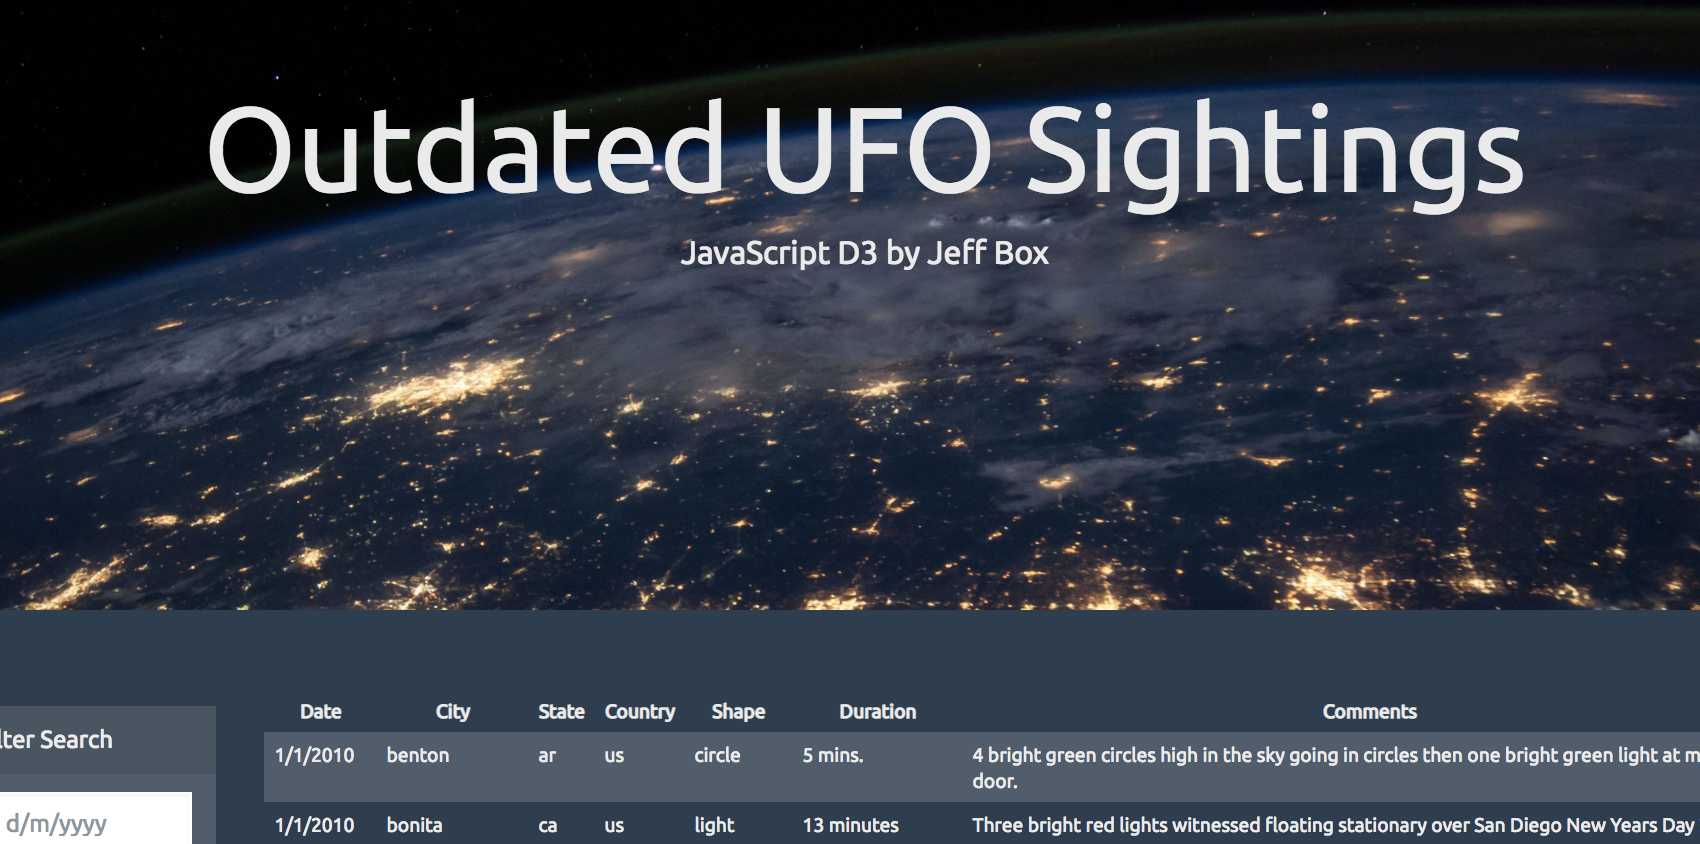 Outdated UFO Sightings
JavaScript D3 by Jeff Box
Date City State Country Shape Duration Comments
Search
1/1/2010 benton ar us circle 5 mins. 4 bright green circles high in the sky going in circles then one bright green light at
door.
d/m/yyyy
1/1/2010 bonita ca us light 13 minutes Three bright red lights witnessed floating stationary over San Diego New Years Day